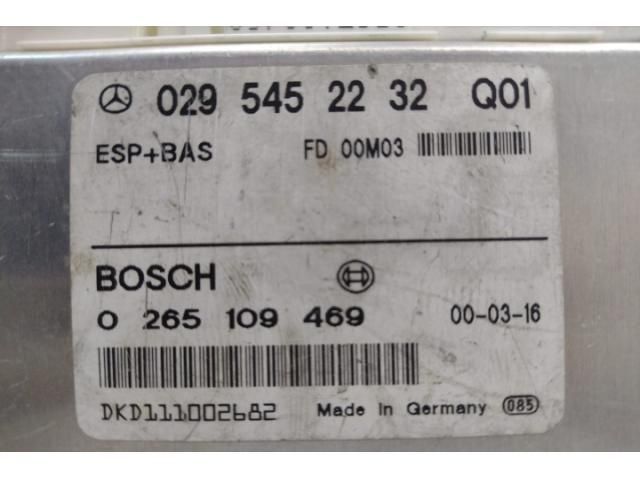 029 545 22 32 Q01
ESP+BAS FD 00M03
BOSCH
0 265 109 469 00-03-16
DKD111002682 Made in Germany 085